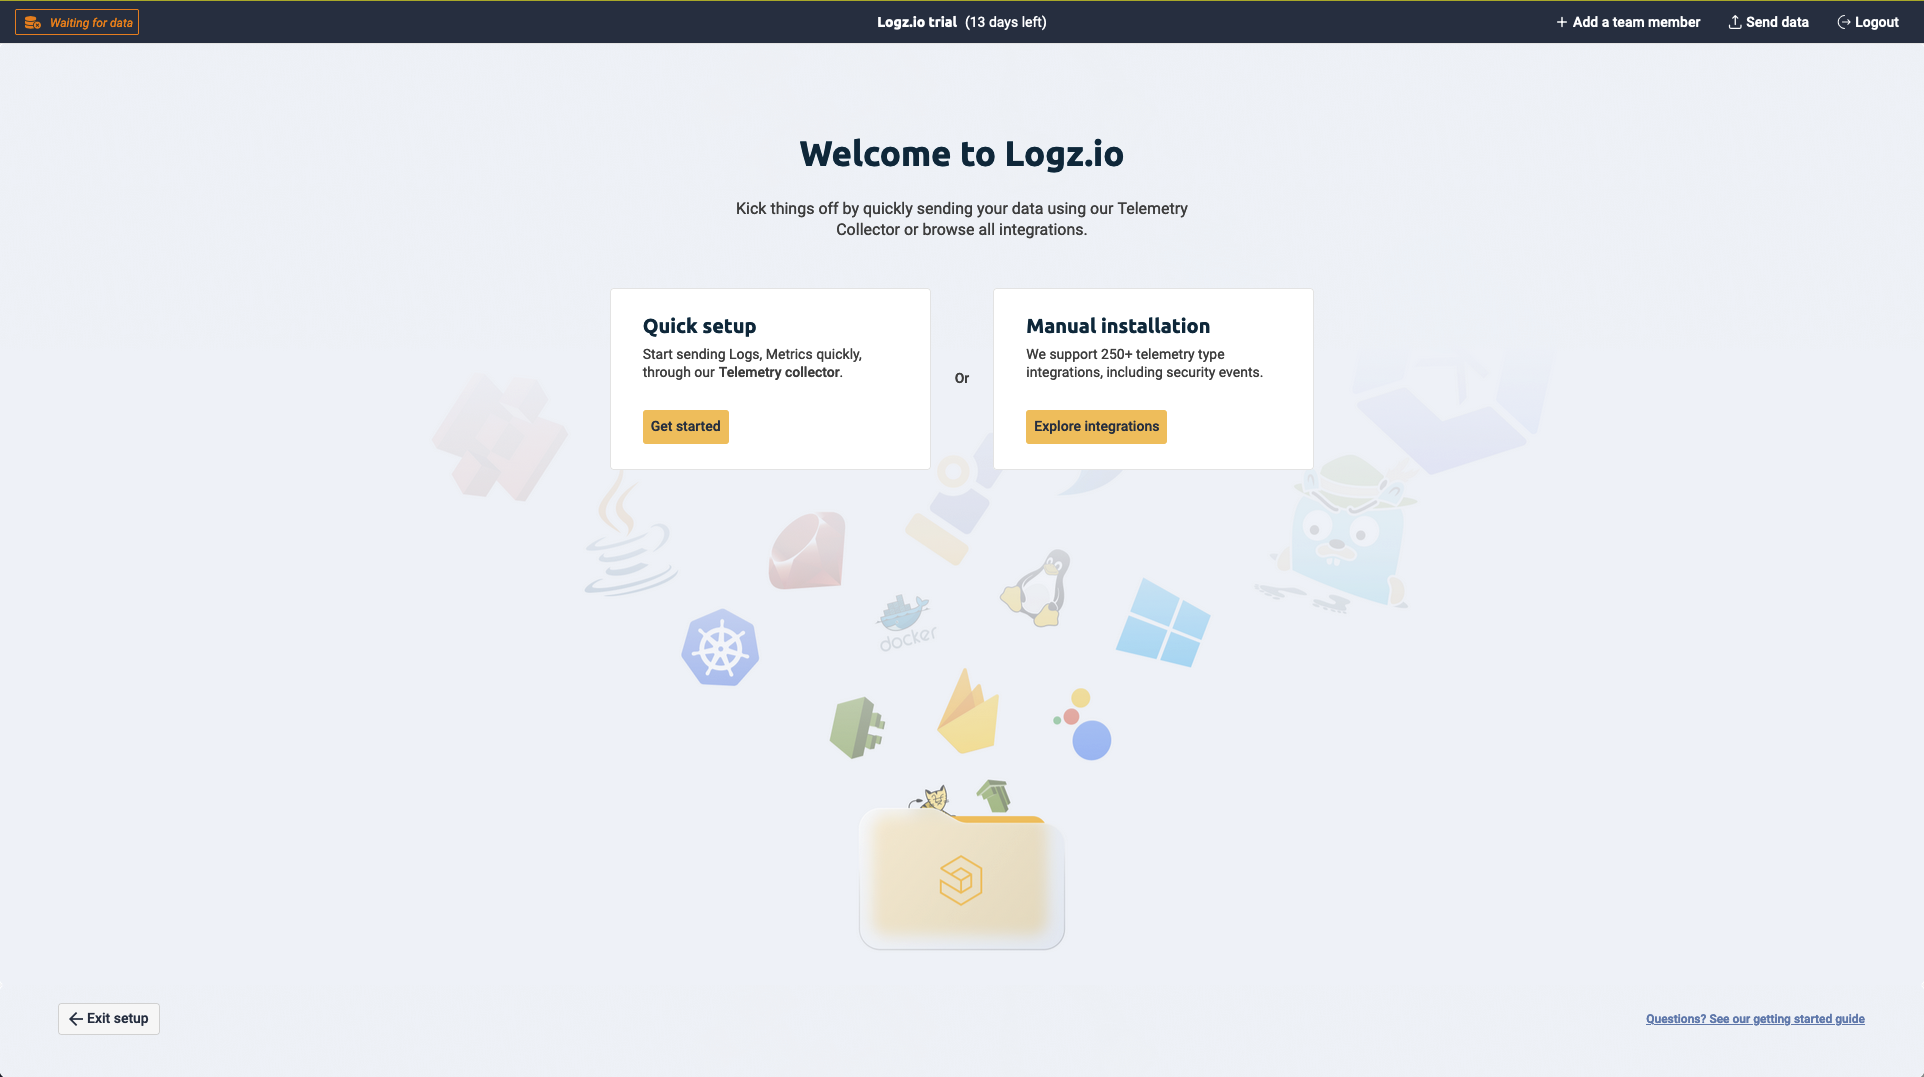 Waiting for data
Logz.io trial (13 days left)
+ Add a team member
Send data
Logout
Welcome to Logz.io
Kick things off by quickly sending your data using our Telemetry
Collector or browse all integrations.
Quick setup
Start sending Logs, Metrics quickly,
through our Telemetry collector.
Get started
Or
Manual installation
We support 250+ telemetry type
integrations, including security events.
Explore integrations
docker
Exit setup
Questions? See our getting started guide